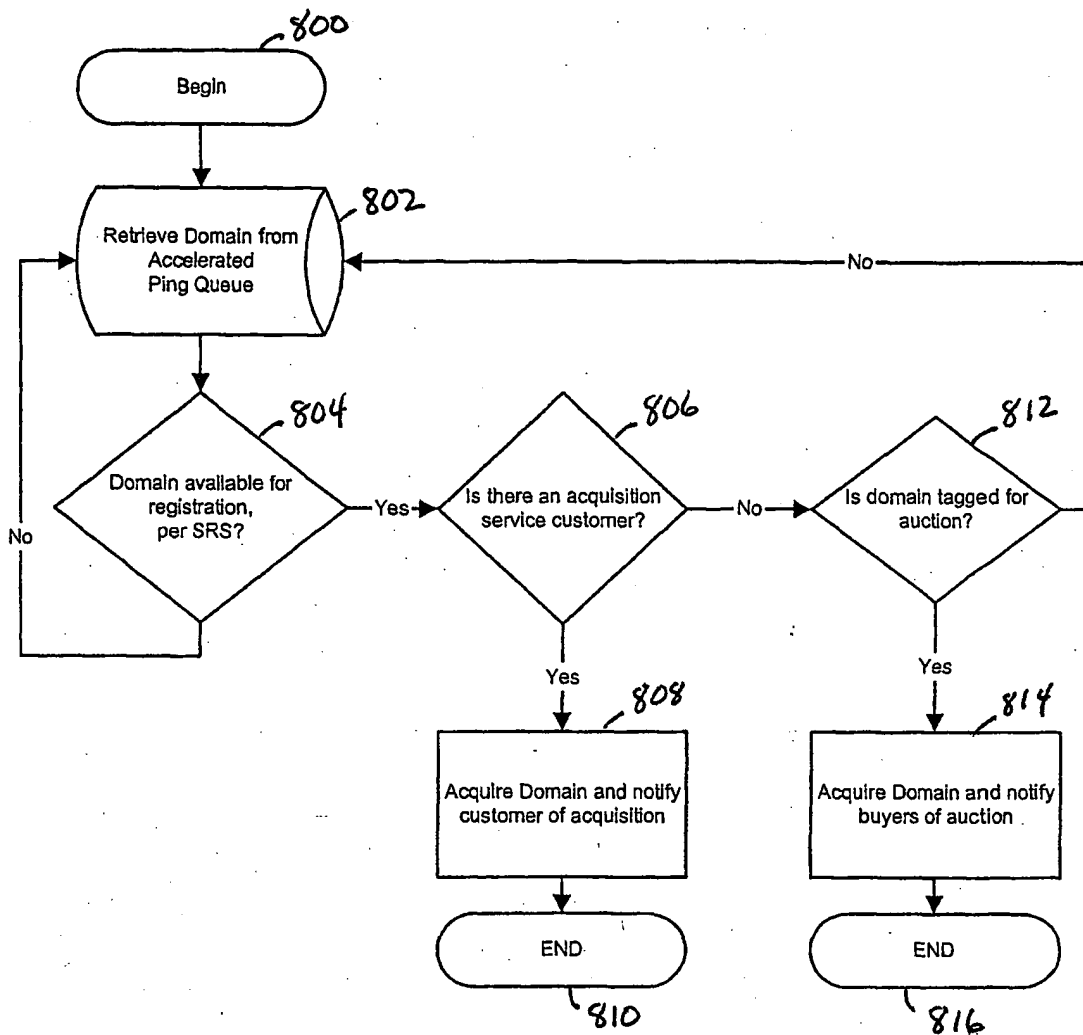 800
Begin
802
Retrieve Domain from
Accelerated
Ping Queue
No
804
806
812
Domain available for
registration,
per SRS?
Yes
Is there an acquisition
service customer?
No
Is domain tagged for
auction?
No
Yes
Yes
808
814
Acquire Domain and notify
customer of acquisition
Acquire Domain and notify
buyers of auction
END
END
810
816